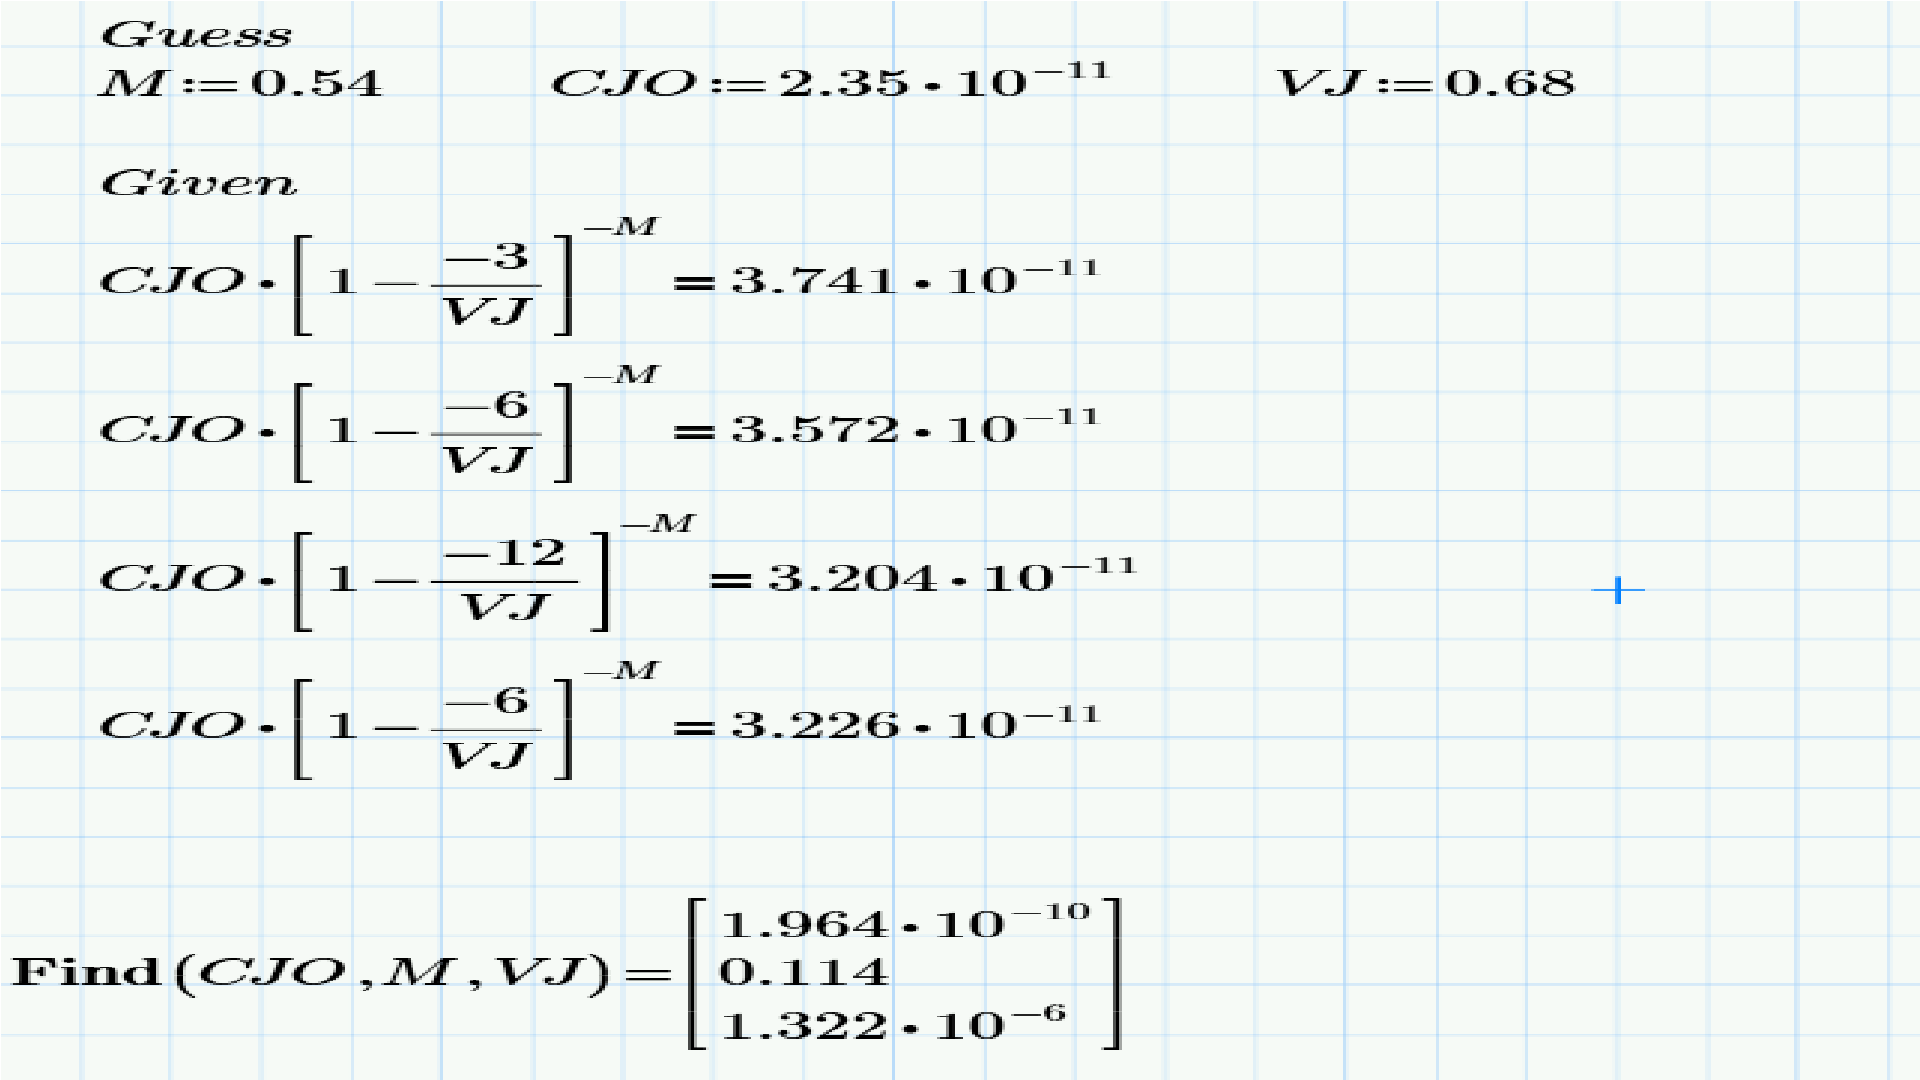 Guess
M := 0.54 CJO := 2.35 • 10⁻¹¹ VJ := 0.68
Given
CJO • [1 − −3/VJ]⁻ᴹ = 3.741 • 10⁻¹¹
CJO • [1 − −6/VJ]⁻ᴹ = 3.572 • 10⁻¹¹
CJO • [1 − −12/VJ]⁻ᴹ = 3.204 • 10⁻¹¹
CJO • [1 − −6/VJ]⁻ᴹ = 3.226 • 10⁻¹¹
Find (CJO, M, VJ) = [1.964 • 10⁻¹⁰
0.114
1.322 • 10⁻⁶]